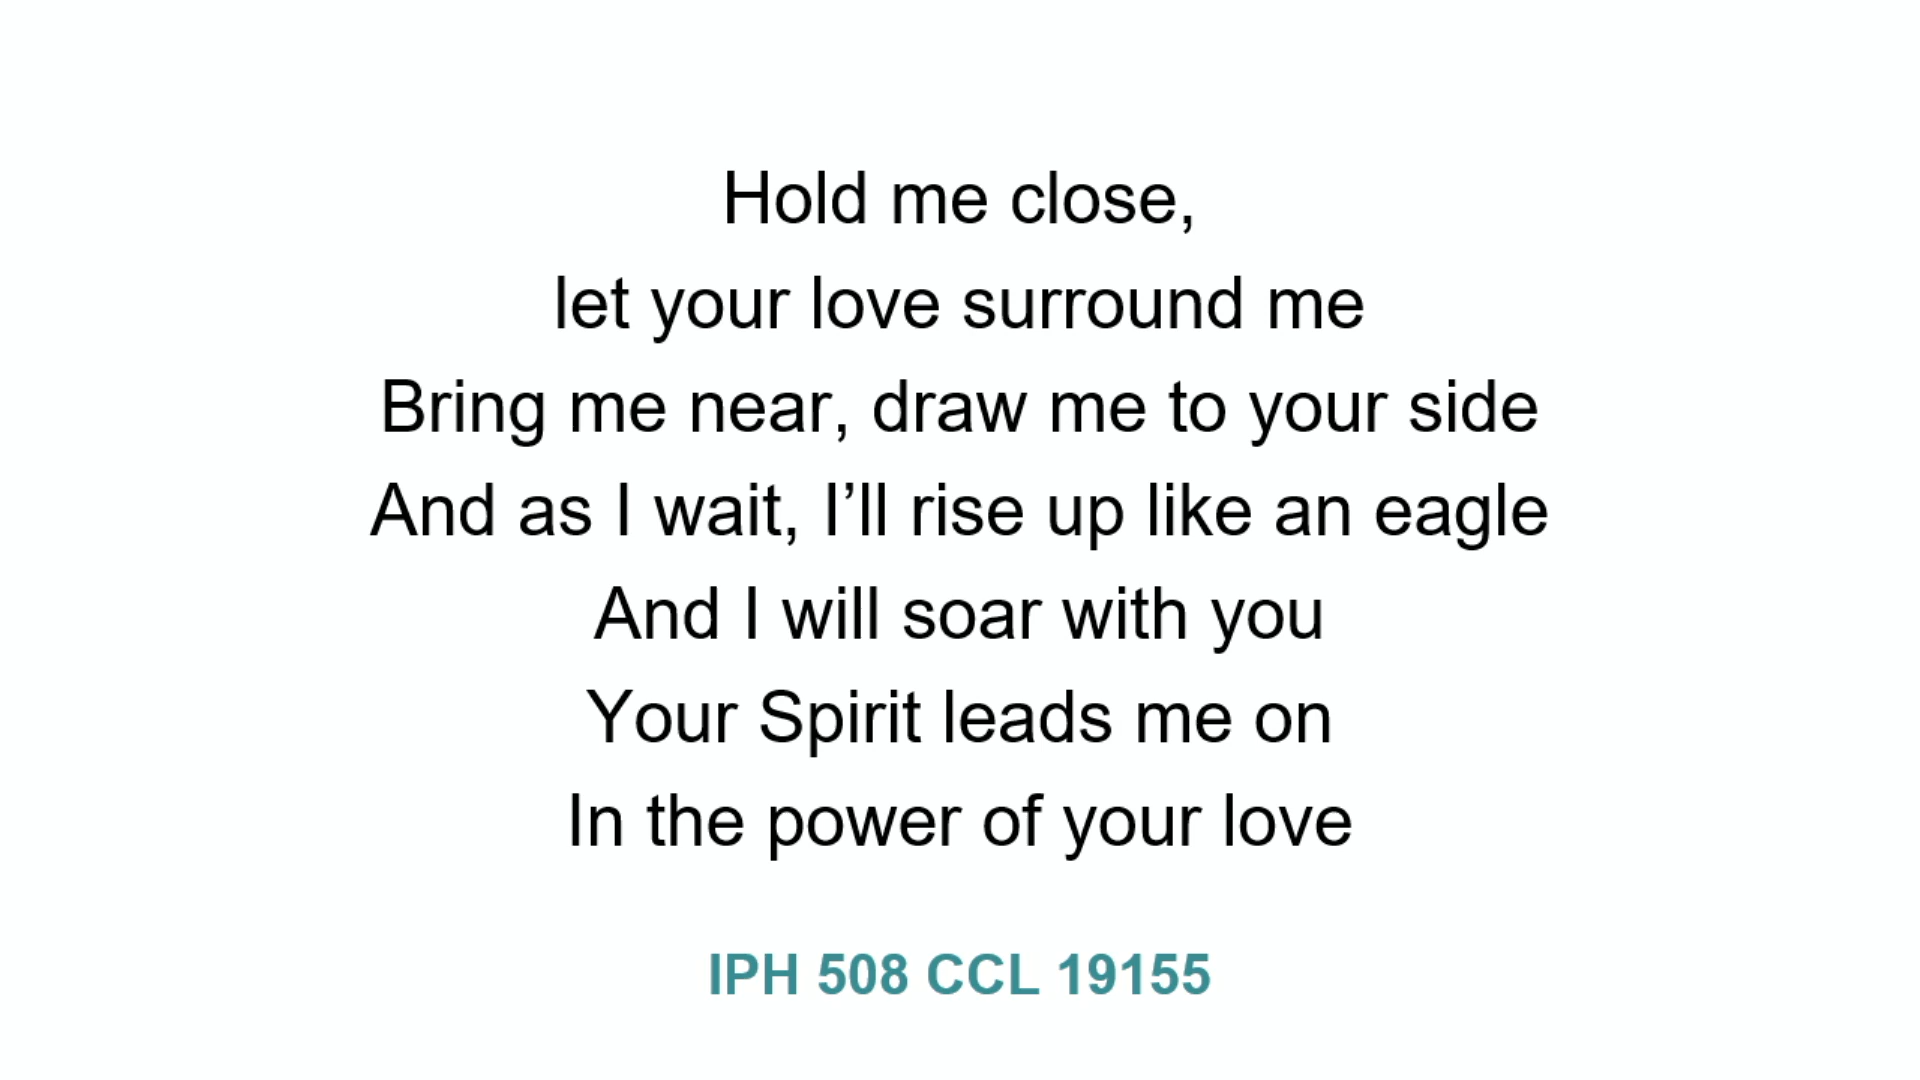 Hold me close,
let your love surround me
Bring me near, draw me to your side
And as I wait, I’ll rise up like an eagle
And I will soar with you
Your Spirit leads me on
In the power of your love
IPH 508 CCL 19155